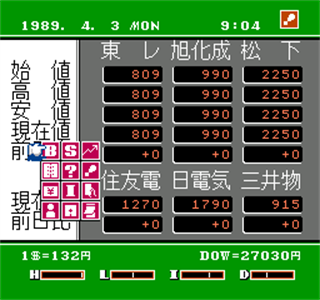 1989. 4. 3 MON 9:04
東 レ 旭化成 松 下
始 値 809 990 2250
高 値 809 990 2250
安 値 809 990 2250
現在値 809 990 2250
前 +0 +0 +0
B S
?
¥ I
住友電 日電気 三井物
現在 1270 1790 915
前日比 +0 +0 +0
1$=132円 DOW=27030円
H L I D